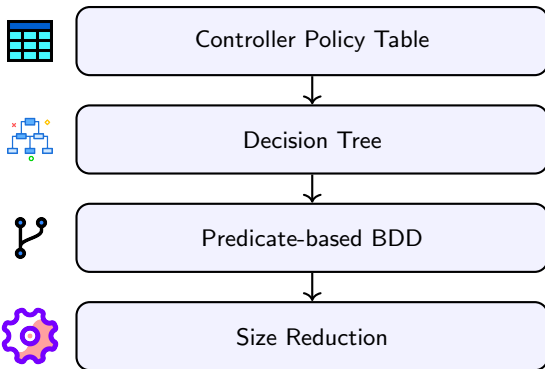 Controller Policy Table
Decision Tree
Predicate-based BDD
Size Reduction